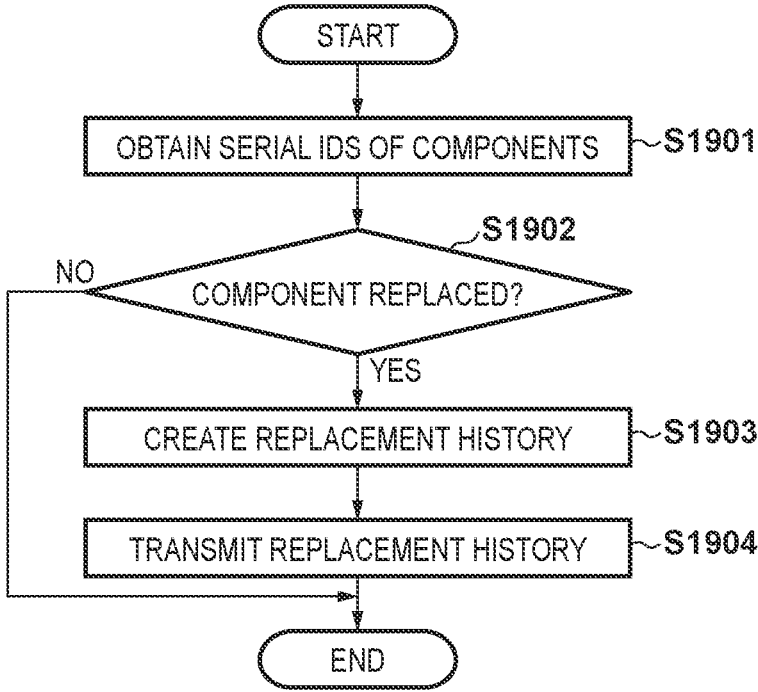 START
OBTAIN SERIAL IDS OF COMPONENTS
S1901
S1902
NO
COMPONENT REPLACED?
YES
CREATE REPLACEMENT HISTORY
S1903
TRANSMIT REPLACEMENT HISTORY
S1904
END